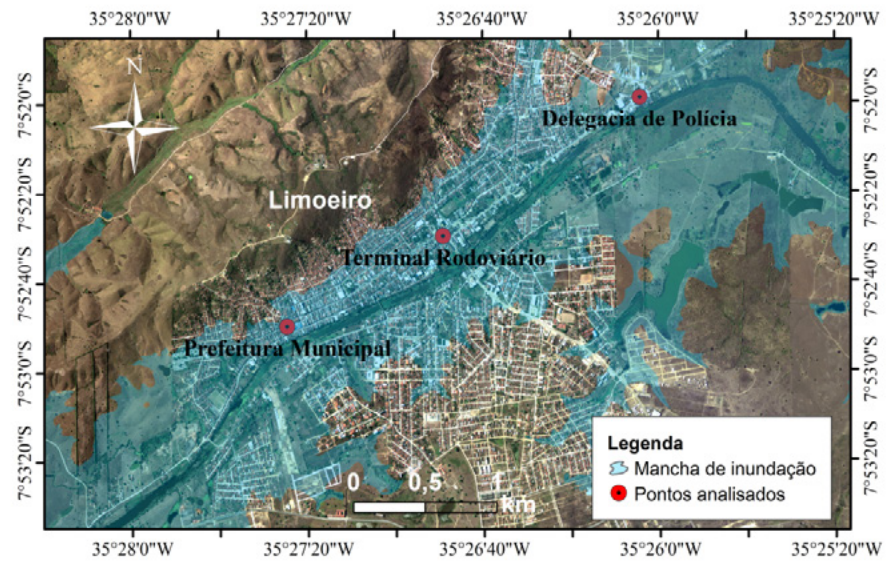 35°28'0"W 35°27'20"W 35°26'40"W 35°26'0"W 35°25'20"W
N
7°52'0"S 7°52'0"S
Delegacia de Polícia
7°52'20"S 7°52'20"S
Limoeiro
Terminal Rodoviário
7°52'40"S 7°52'40"S
Prefeitura Municipal
7°53'0"S 7°53'0"S
Legenda
Mancha de inundação
Pontos analisados
7°53'20"S 7°53'20"S
0 0,5 1
km
35°28'0"W 35°27'20"W 35°26'40"W 35°26'0"W 35°25'20"W